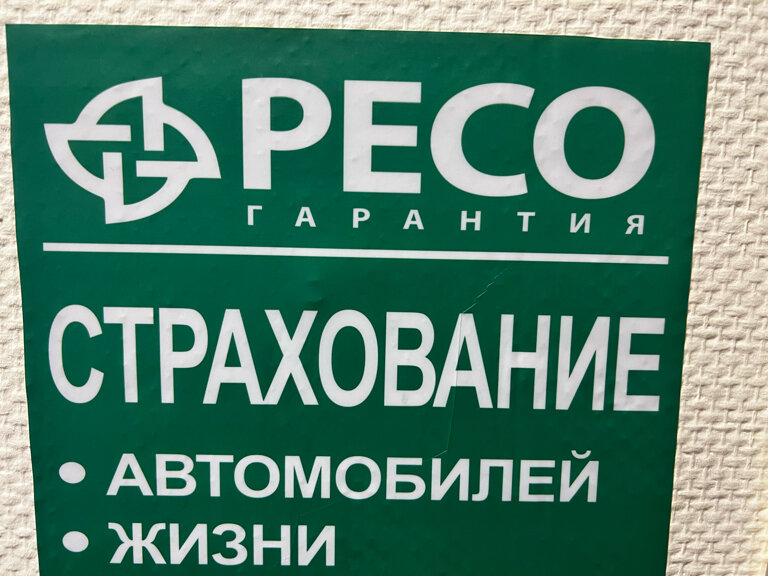 РЕСО
ГАРАНТИЯ
СТРАХОВАНИЕ
• АВТОМОБИЛЕЙ
• ЖИЗНИ